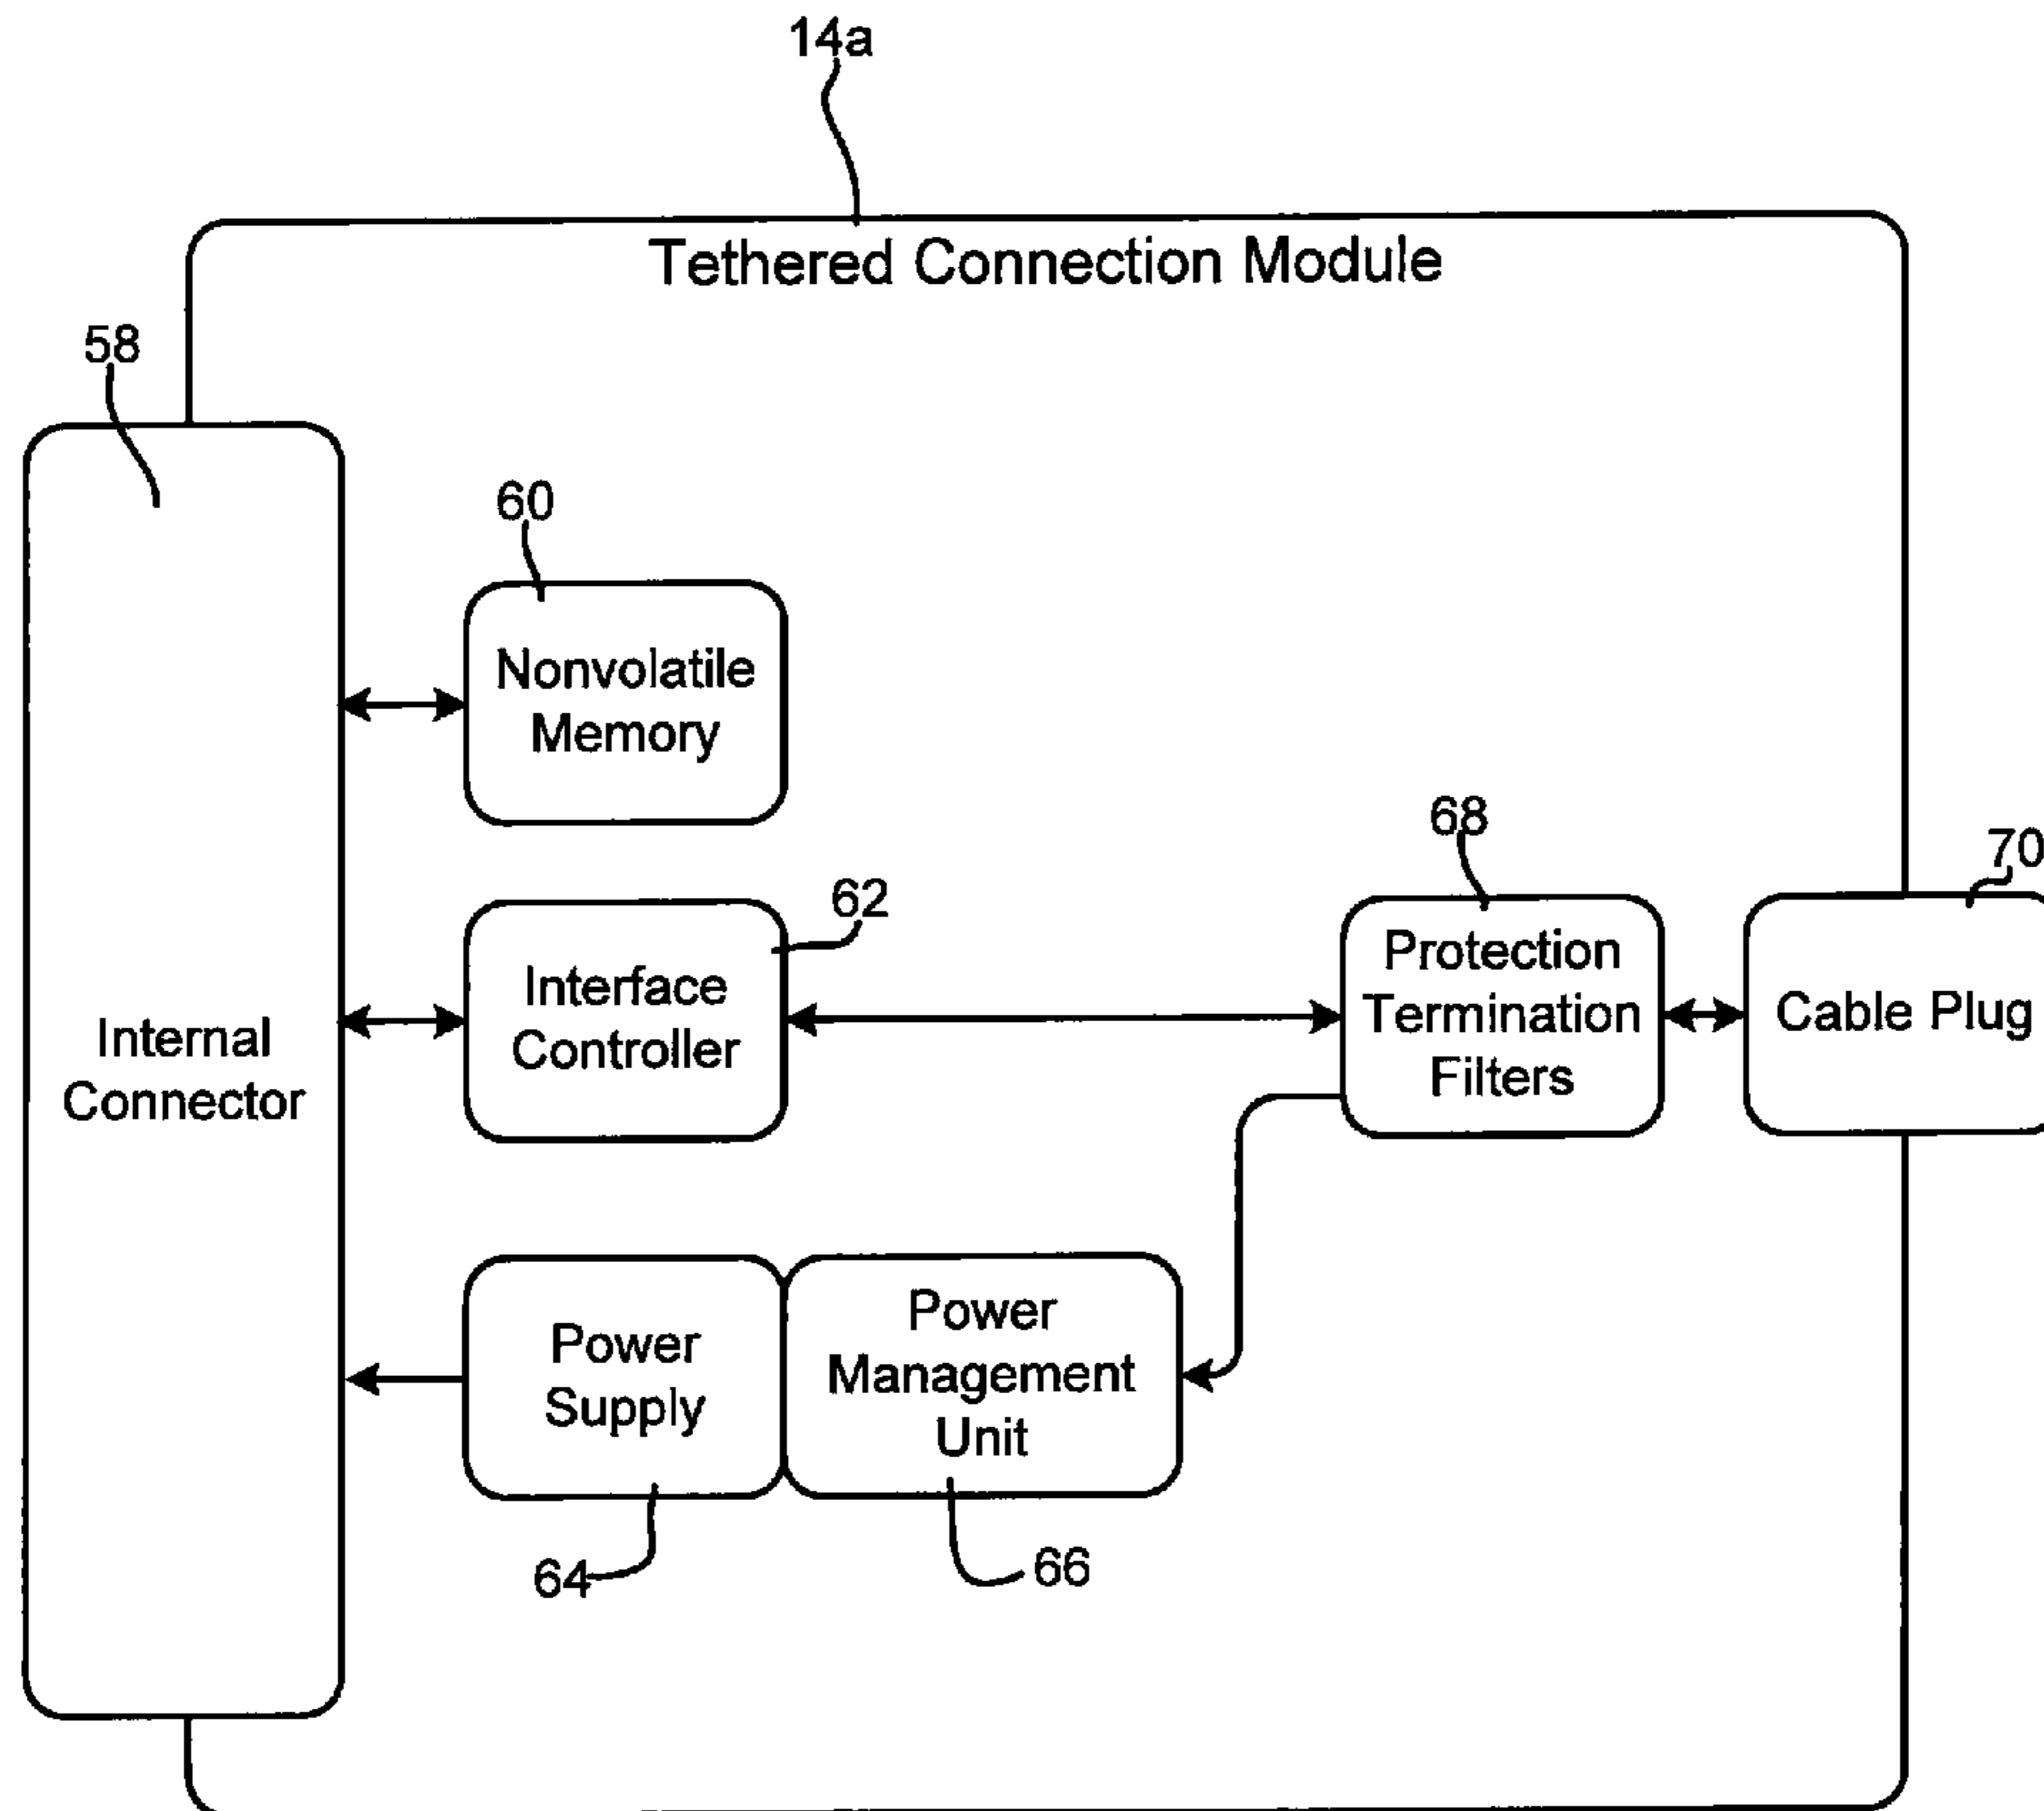 14a
Tethered Connection Module
58
60
Nonvolatile
Memory
68
70
62
Interface
Controller
Protection
Termination
Filters
Cable Plug
Internal
Connector
Power
Supply
Power
Management
Unit
64
66